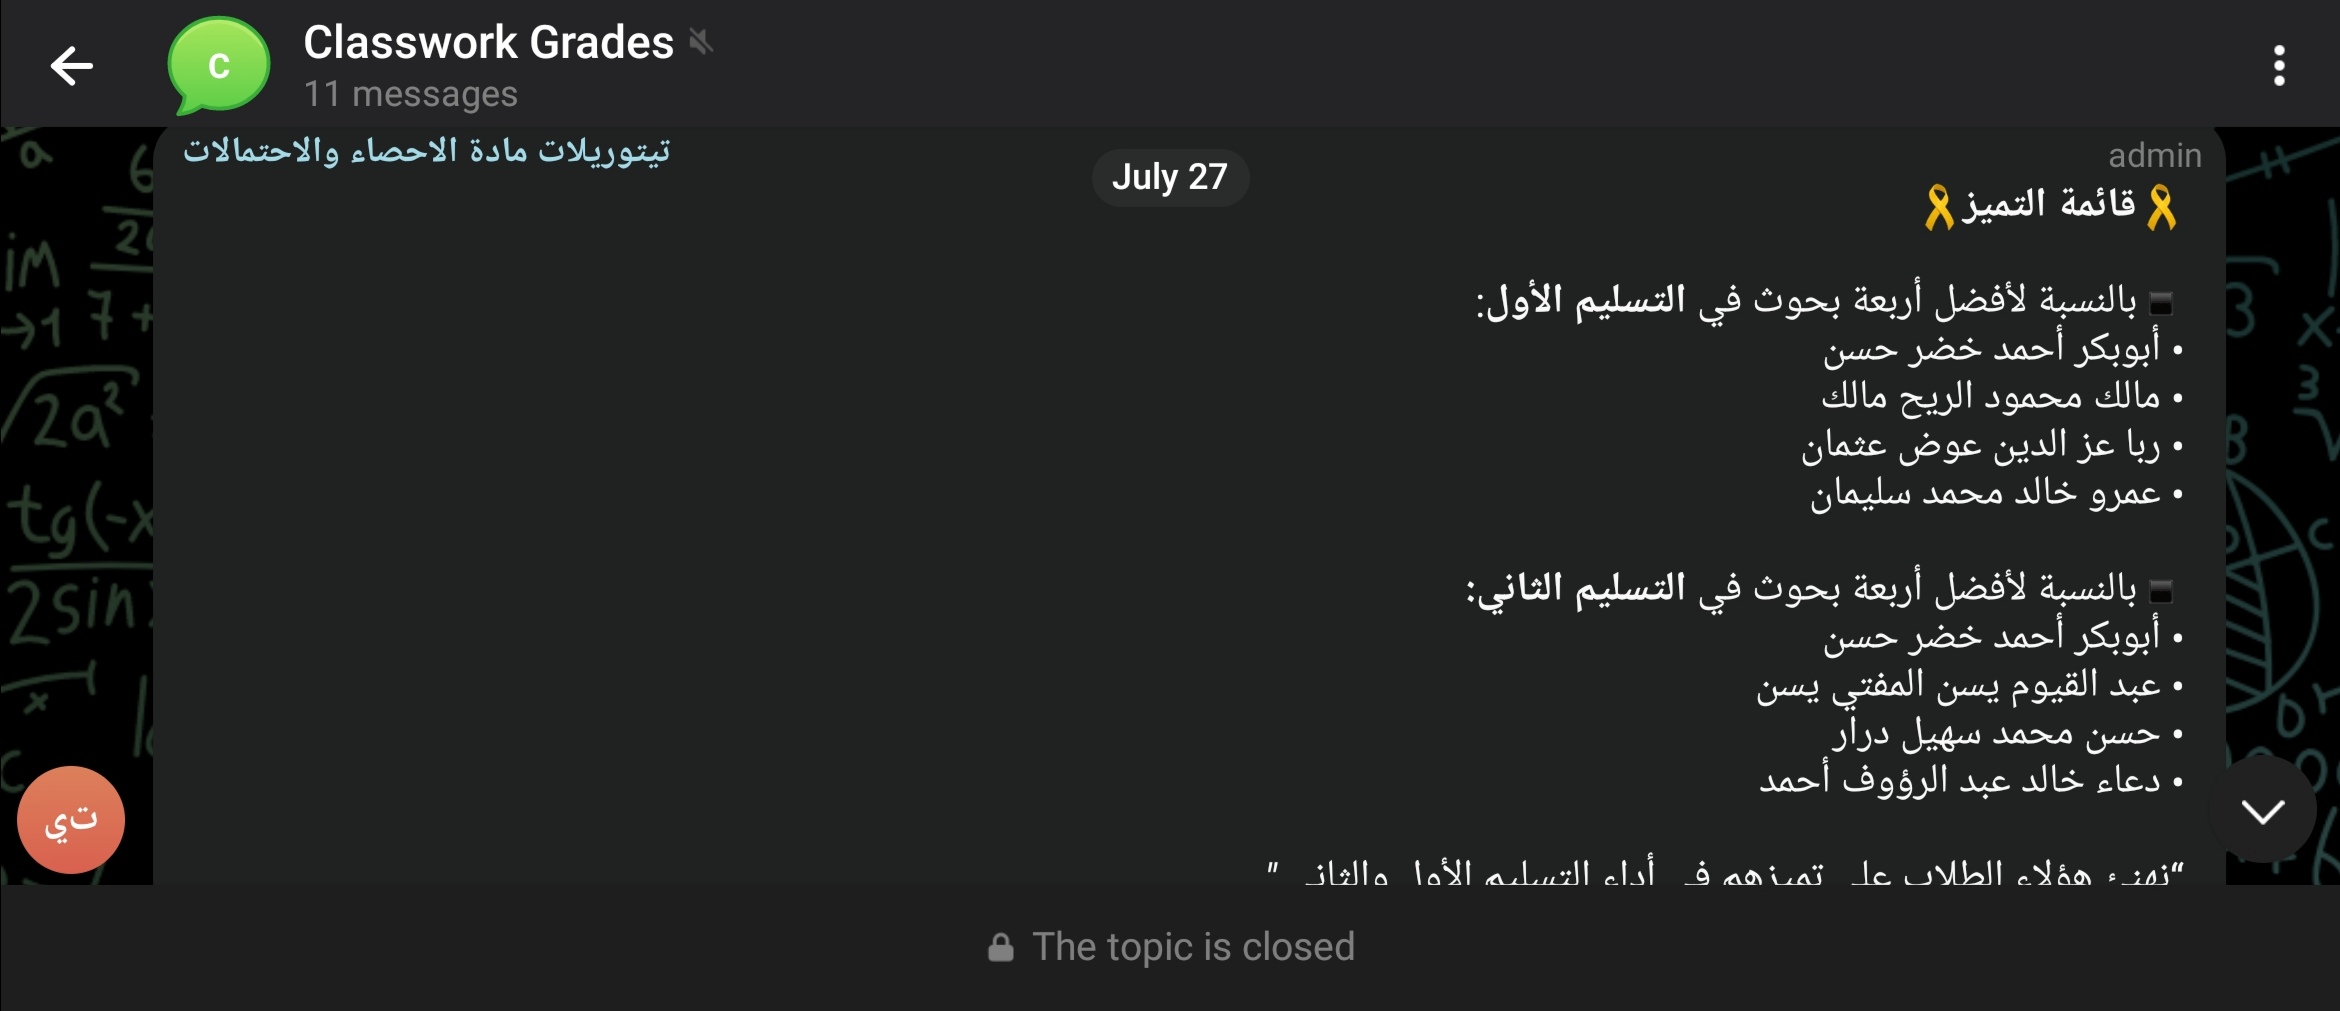 Classwork Grades
11 messages
تيتوريلات مادة الاحصاء والاحتمالات
admin
July 27
🎗قائمة التميز🎗
▪️بالنسبة لأفضل أربعة بحوث في التسليم الأول:
• أبوبكر أحمد خضر حسن
• مالك محمود الريح مالك
• ربا عز الدين عوض عثمان
• عمرو خالد محمد سليمان
▪️بالنسبة لأفضل أربعة بحوث في التسليم الثاني:
• أبوبكر أحمد خضر حسن
• عبد القيوم يسن المفتي يسن
• حسن محمد سهيل درار
• دعاء خالد عبد الرؤوف أحمد
“نهنئ هؤلاء الطلاب على تميزهم في أداء التسليم الأول والثاني "
تي
The topic is closed